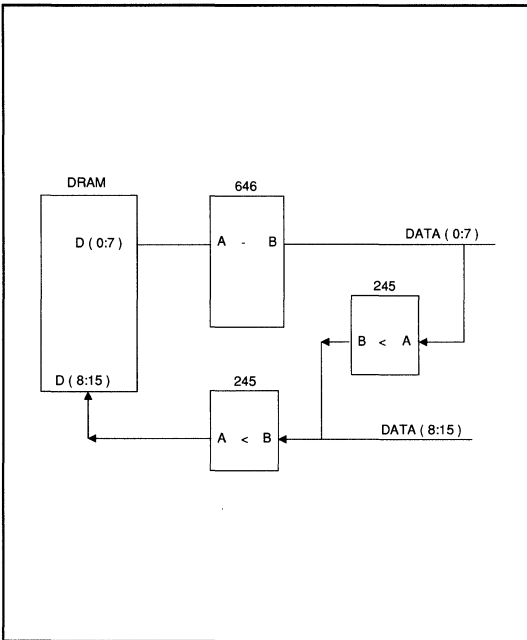 DRAM
646
D ( 0:7 )
A - B
DATA ( 0:7 )
245
B < A
D ( 8:15 )
245
A < B
DATA ( 8:15 )